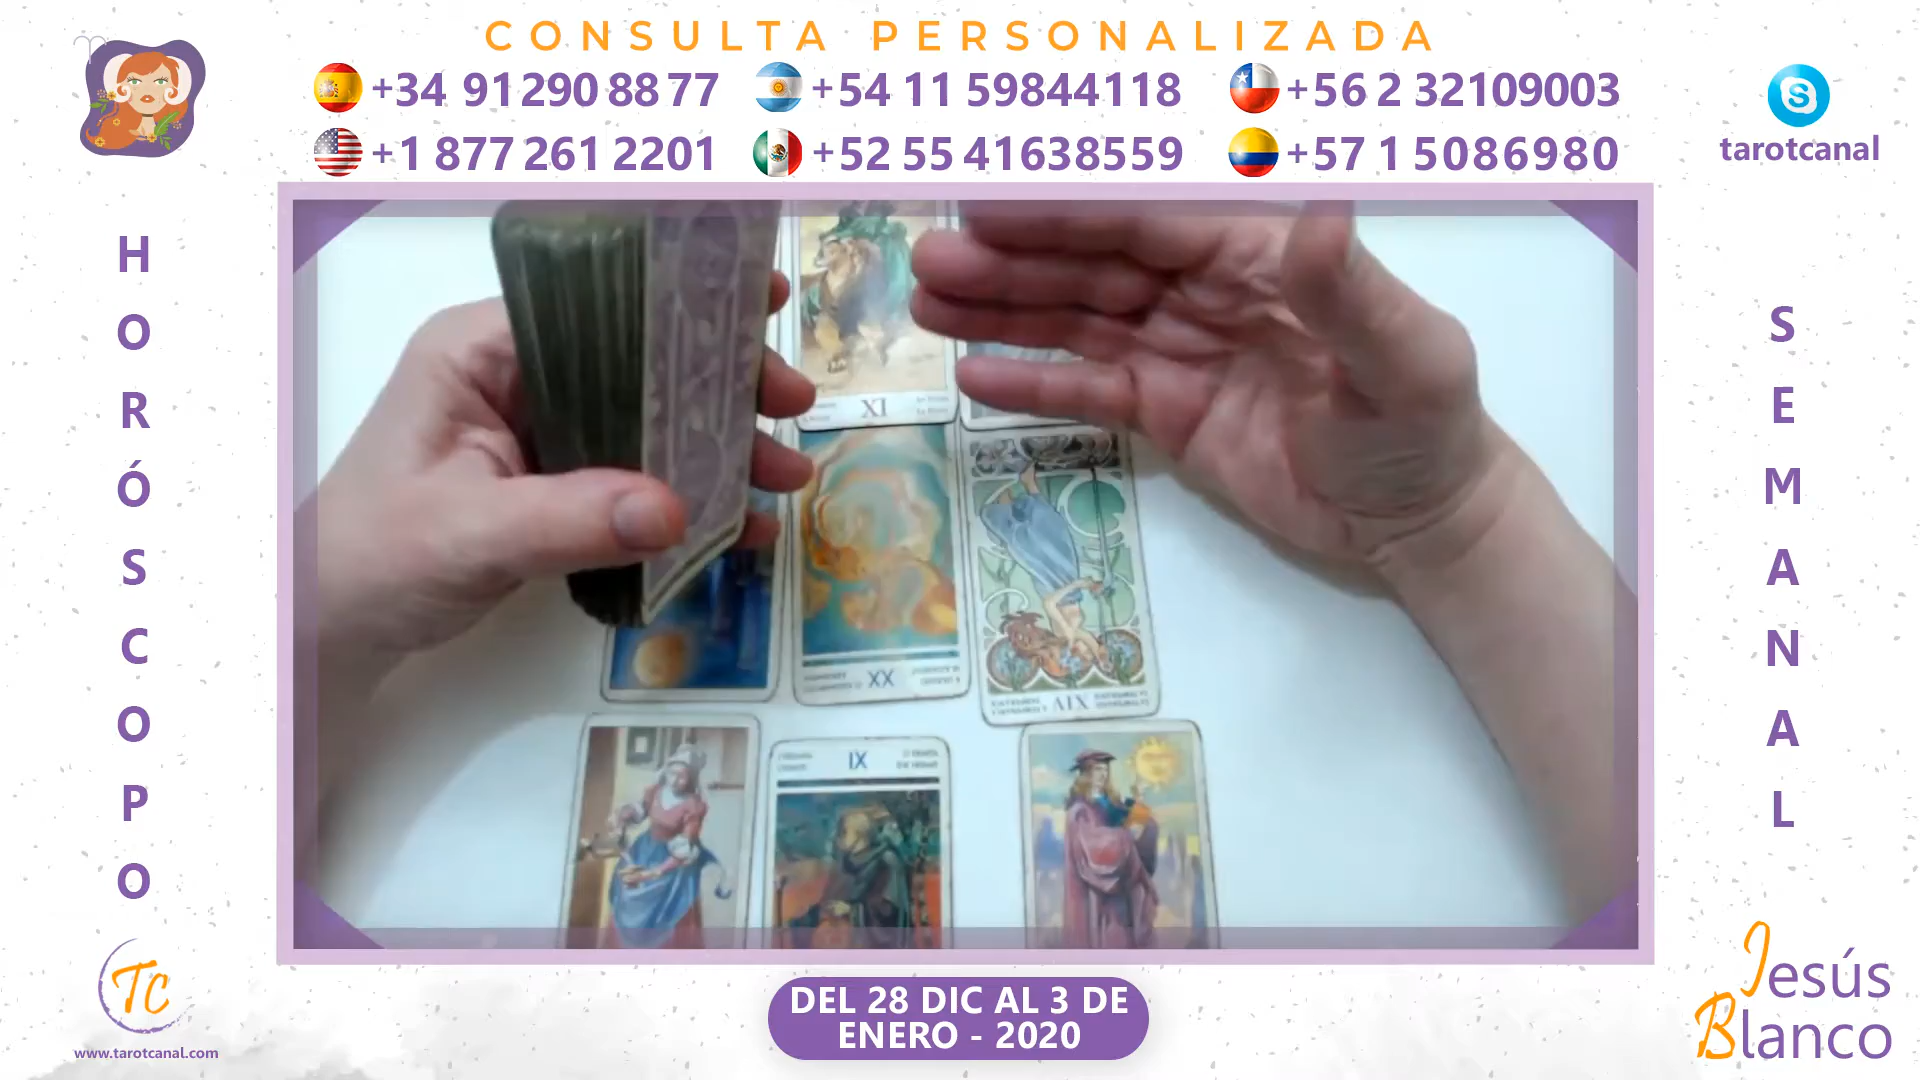 CONSULTA PERSONALIZADA
+34 91 290 88 77
+54 11 59844118
+56 2 32109003
+1 877 261 2201
+52 55 41638559
+57 1 5086980
tarotcanal
HORÓSCOPO
SEMANAL
XI
XX
XIV
IX
TC
www.tarotcanal.com
DEL 28 DIC AL 3 DE
ENERO - 2020
Jesús
Blanco